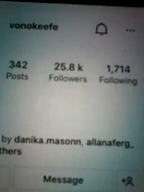 vonokeefe
342 25.8 k 1,714
Posts Followers Following
by danika.masonn, allanaferg_
thers
Message